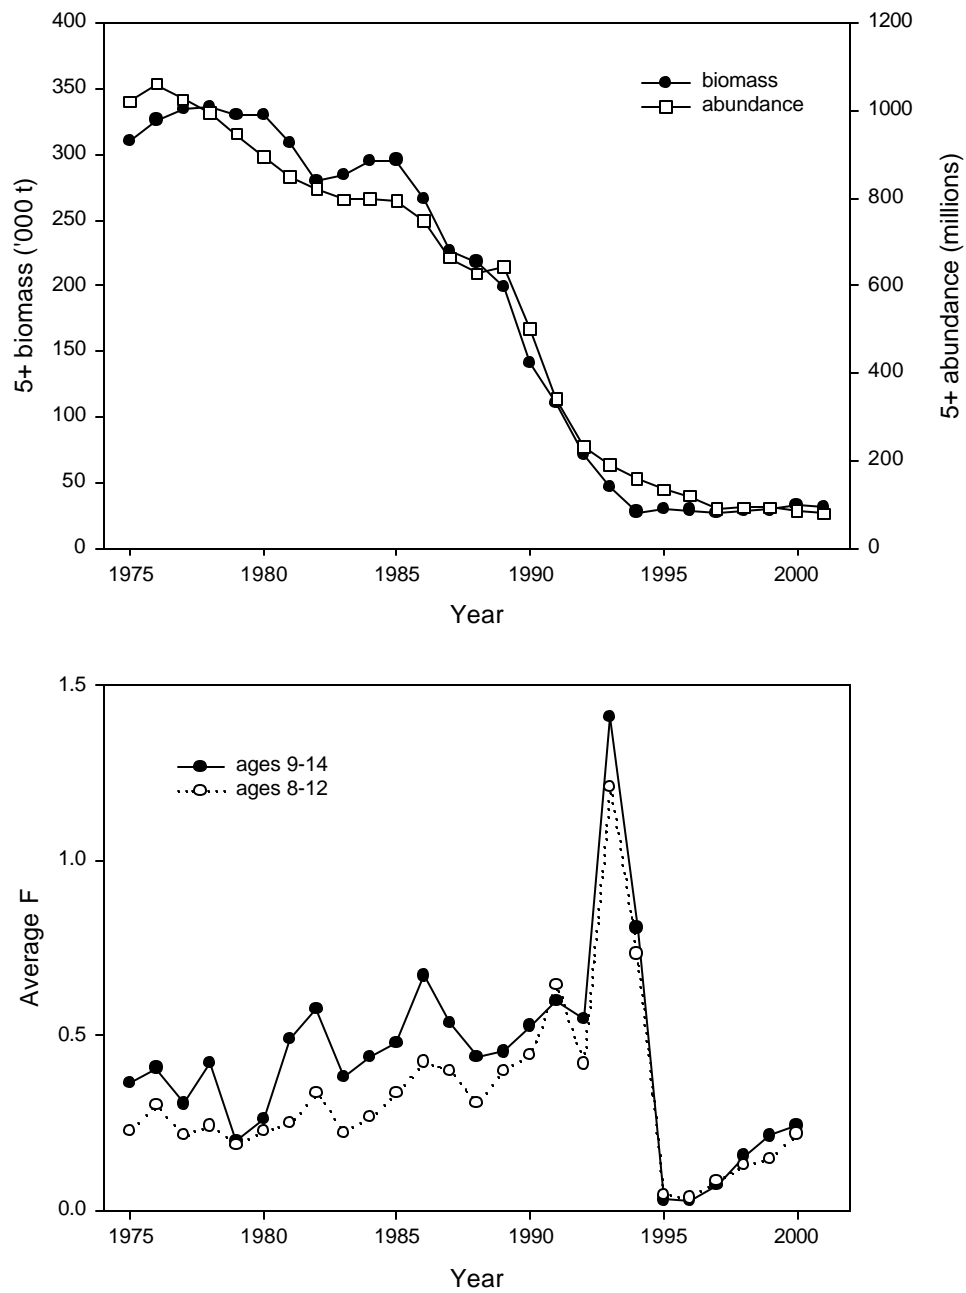 400
350
300
250
200
150
100
50
0
1200
1000
800
600
400
200
0
biomass
abundance
5+ biomass ('000 t)
5+ abundance (millions)
1975 1980 1985 1990 1995 2000
Year
1.5
1.0
0.5
0.0
ages 9-14
ages 8-12
Average F
1975 1980 1985 1990 1995 2000
Year